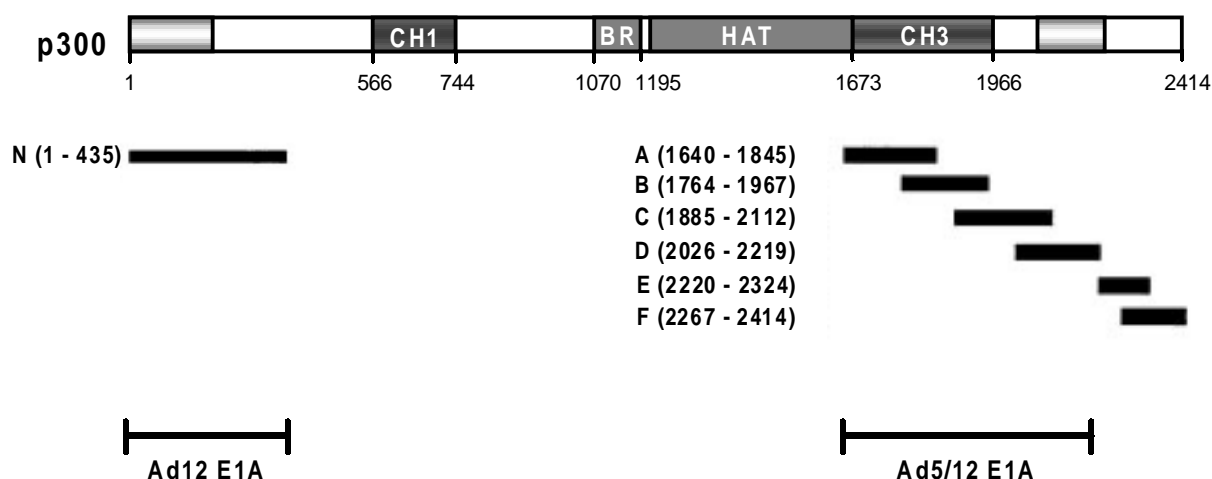 p300 CH1 BR HAT CH3
1 566 744 1070 1195 1673 1966 2414
N (1 - 435) A (1640 - 1845)
B (1764 - 1967)
C (1885 - 2112)
D (2026 - 2219)
E (2220 - 2324)
F (2267 - 2414)
Ad12 E1A Ad5/12 E1A